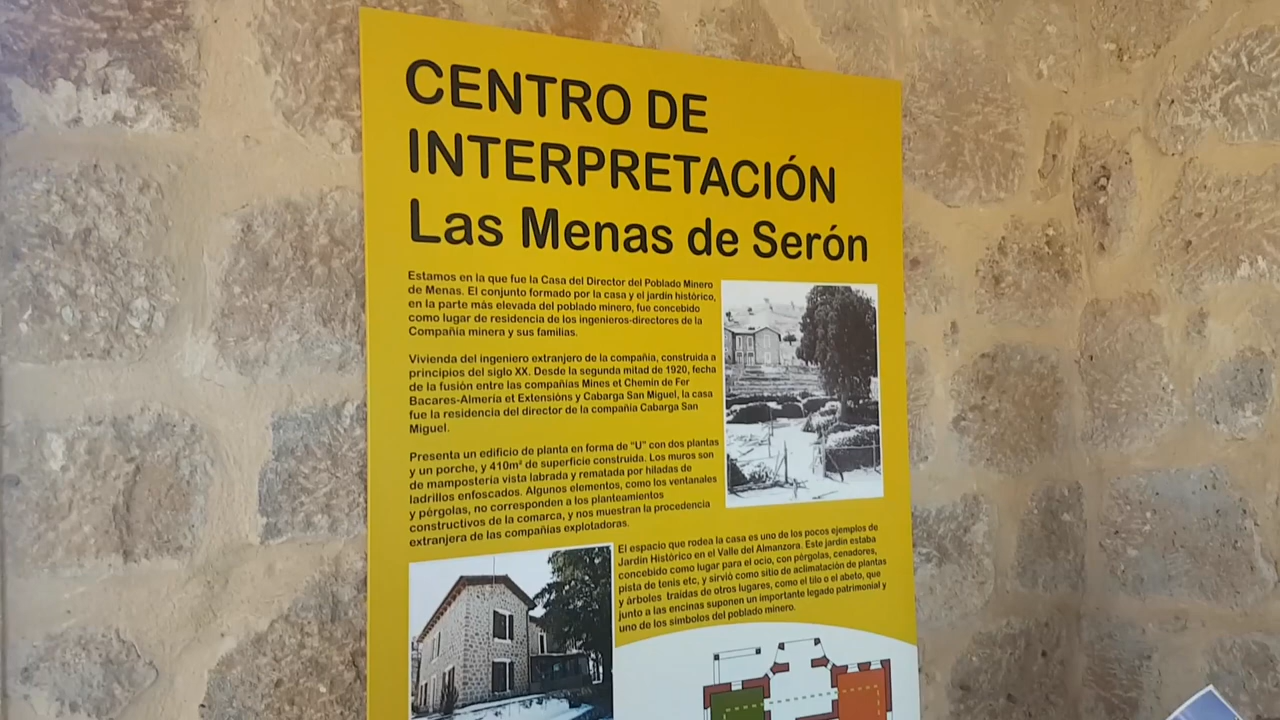 CENTRO DE
INTERPRETACIÓN
Las Menas de Serón
Estamos en la que fue la Casa del Director del Poblado Minero
de Menas. El conjunto formado por la casa y el jardín histórico,
en la parte más elevada del poblado minero, fue concebido
como lugar de residencia de los ingenieros-directores de la
Compañía minera y sus familias.
Vivienda del ingeniero extranjero de la compañía, construida a
principios del siglo XX. Desde la segunda mitad de 1920, fecha
de la fusión entre las compañías Mines et Chemin de Fer
Bacares-Almería et Extensións y Cabarga San Miguel, la casa
fue la residencia del director de la compañía Cabarga San
Miguel.
Presenta un edificio de planta en forma de “U” con dos plantas
y un porche, y 410m² de superficie construida. Los muros son
de mampostería vista labrada y rematada por hiladas de
ladrillos enfoscados. Algunos elementos, como los ventanales
y pérgolas, no corresponden a los planteamientos
constructivos de la comarca, y nos muestran la procedencia
extranjera de las compañías explotadoras.
El espacio que rodea la casa es uno de los pocos ejemplos de
Jardín Histórico en el Valle del Almanzora. Este jardín estaba
concebido como lugar para el ocio, con pérgolas, cenadores,
pista de tenis etc, y sirvió como sitio de aclimatación de plantas
y árboles traídas de otros lugares, como el tilo o el abeto, que
junto a las encinas suponen un importante legado patrimonial y
uno de los símbolos del poblado minero.